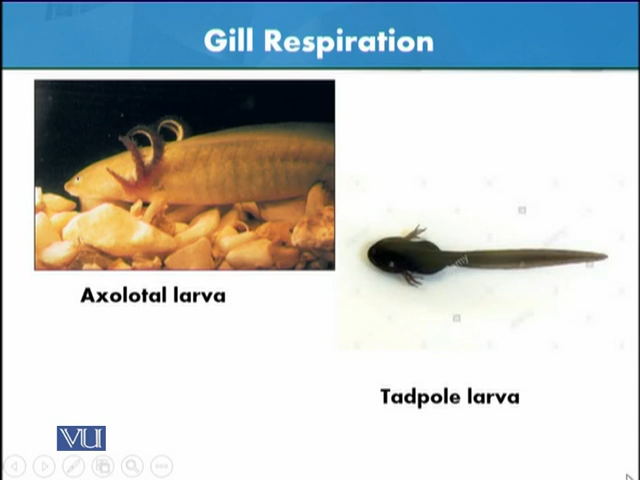 Gill Respiration
Axolotal larva
Tadpole larva
VU